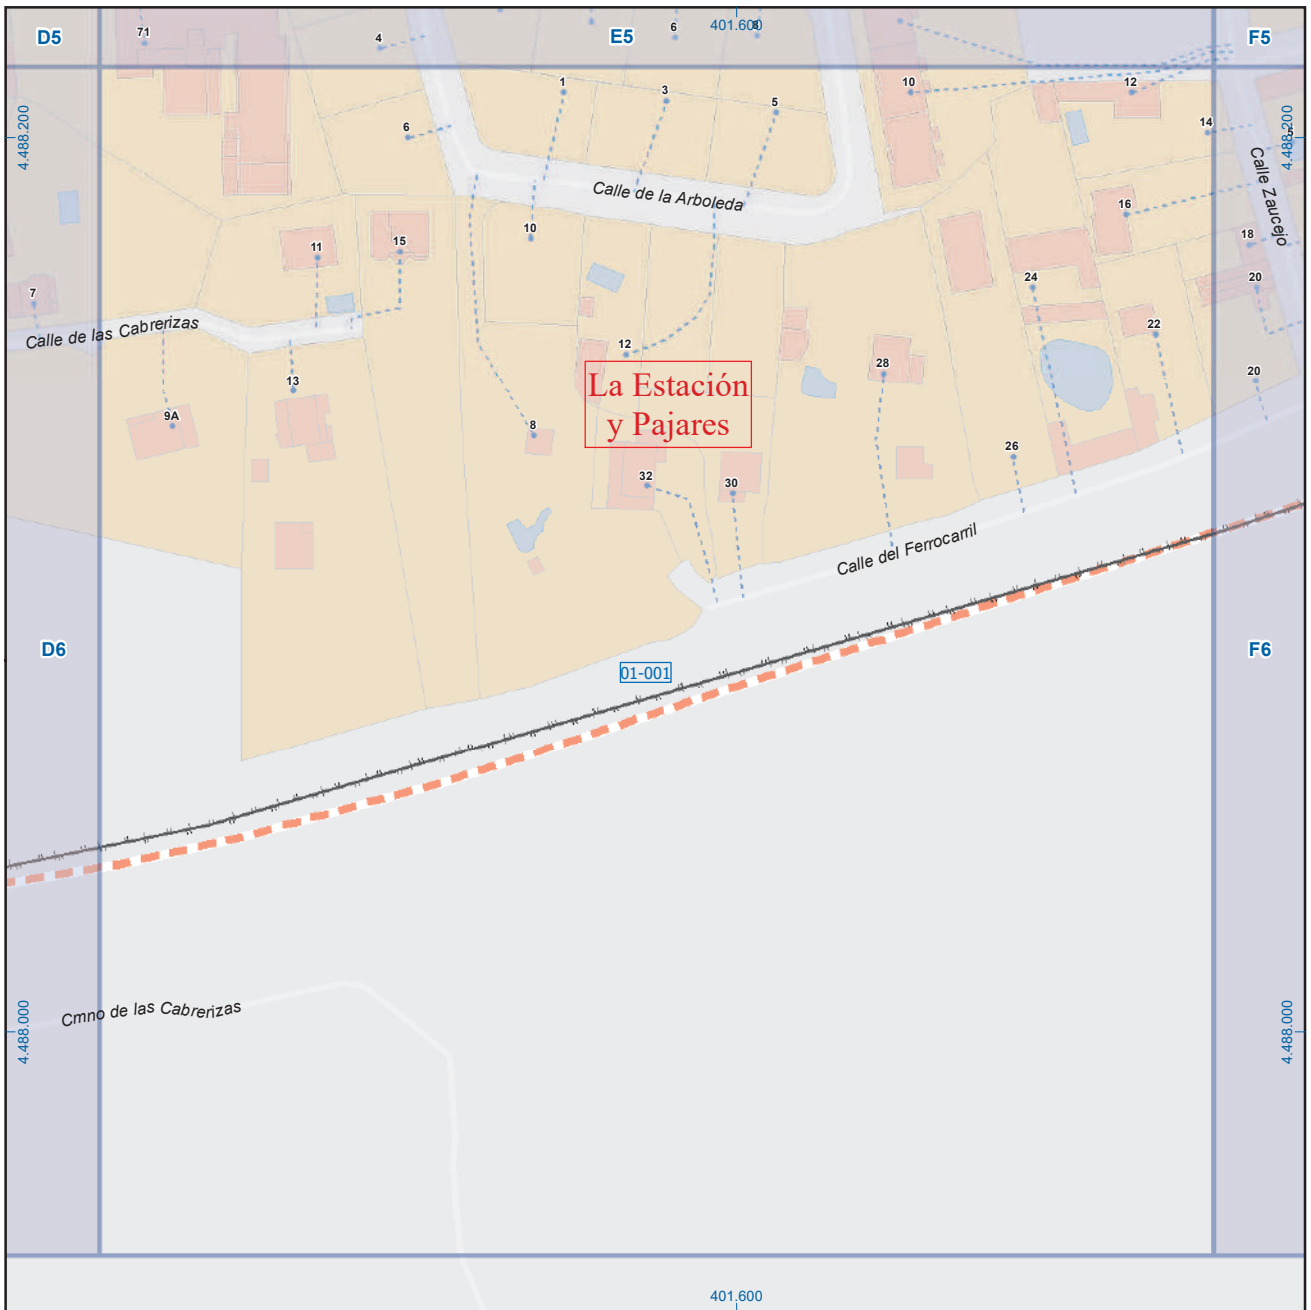 401.600
D5
71
4
E5
6
8
F5
4.488.200
1
3
5
10
12
14
5
4.488.200
6
Calle de la Arboleda
Calle Zaucejo
16
18
10
11
15
7
24
20
Calle de las Cabrerizas
12
22
28
La Estación
y Pajares
20
13
9A
8
26
32
30
Calle del Ferrocarril
D6
01-001
F6
Cmno de las Cabrerizas
4.488.000
4.488.000
401.600